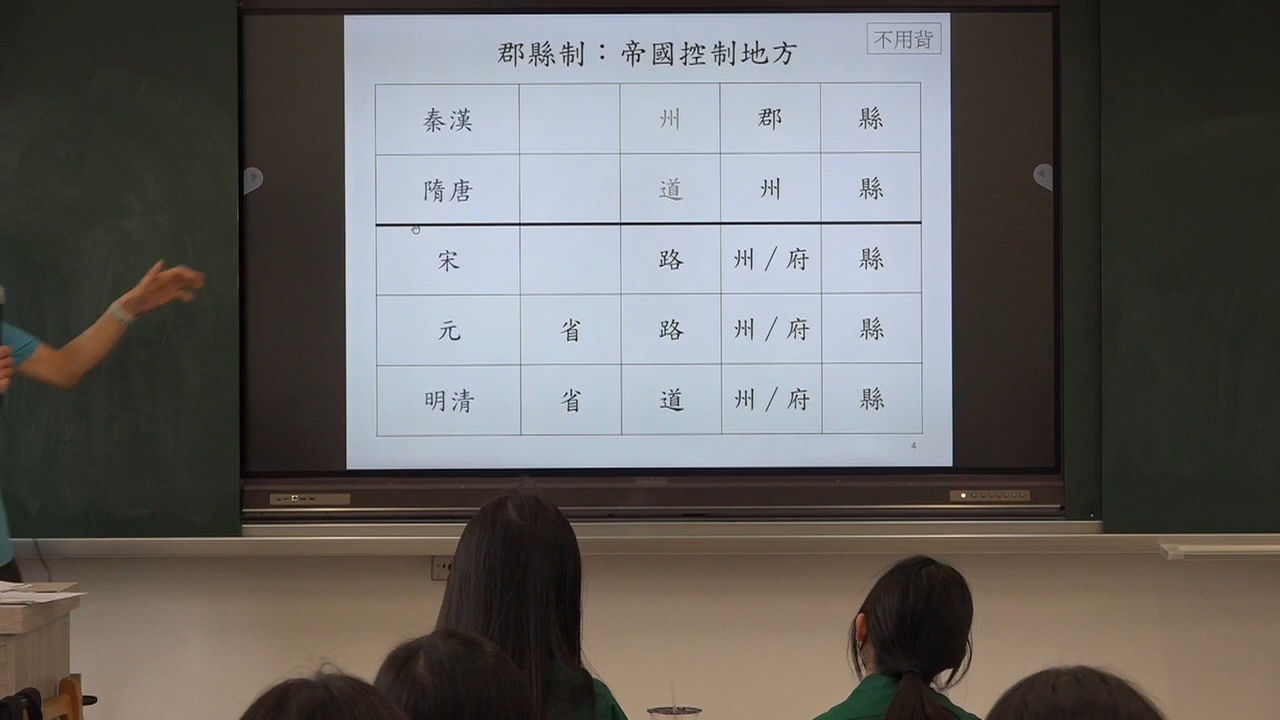 不用背
郡縣制：帝國控制地方
秦漢 州 郡 縣
隋唐 道 州 縣
宋 路 州/府 縣
元 省 路 州/府 縣
明清 省 道 州/府 縣
4